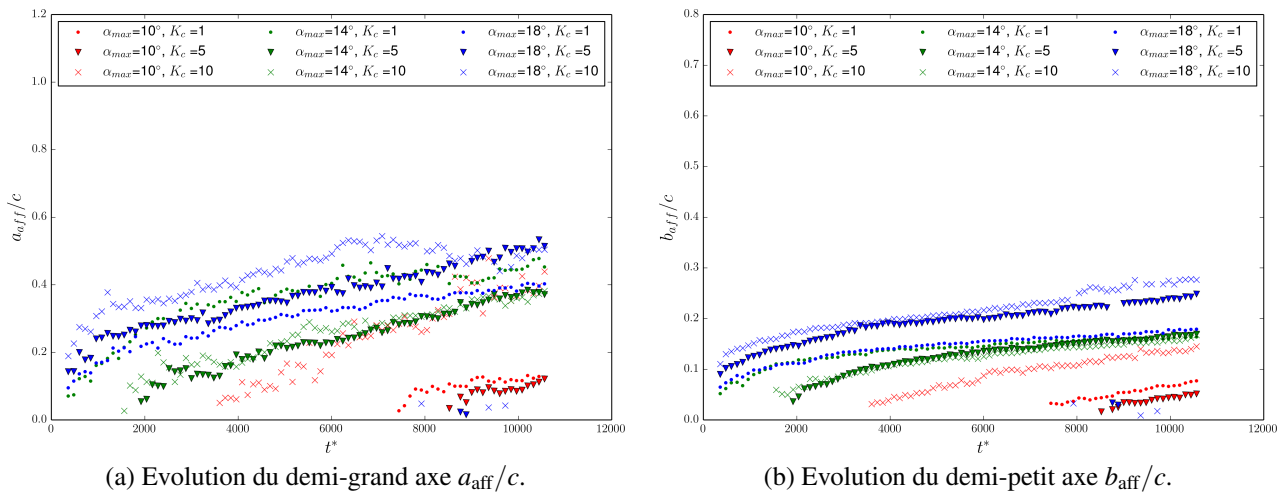 1.2
1.0
0.8
0.6
0.4
0.2
0.0
a_aff/c
α_max=10°, K_c =1
α_max=10°, K_c =5
α_max=10°, K_c =10
α_max=14°, K_c =1
α_max=14°, K_c =5
α_max=14°, K_c =10
α_max=18°, K_c =1
α_max=18°, K_c =5
α_max=18°, K_c =10
0 2000 4000 6000 8000 10000 12000
t*
(a) Evolution du demi-grand axe a_aff/c.
0.8
0.7
0.6
0.5
0.4
0.3
0.2
0.1
0.0
b_aff/c
α_max=10°, K_c =1
α_max=10°, K_c =5
α_max=10°, K_c =10
α_max=14°, K_c =1
α_max=14°, K_c =5
α_max=14°, K_c =10
α_max=18°, K_c =1
α_max=18°, K_c =5
α_max=18°, K_c =10
0 2000 4000 6000 8000 10000 12000
t*
(b) Evolution du demi-petit axe b_aff/c.